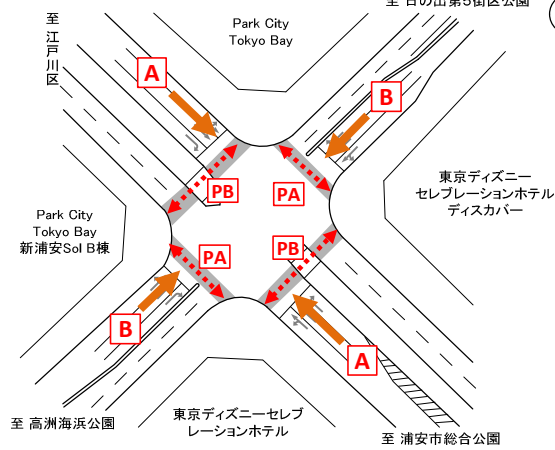 至 日の出第5街区公園
至 江戸川区
Park City
Tokyo Bay
A
B
PB
PA
東京ディズニー
セレブレーションホテル
ディスカバー
Park City
Tokyo Bay
新浦安Sol B棟
PA
PB
B
A
東京ディズニーセレブ
レーションホテル
至 高洲海浜公園
至 浦安市総合公園